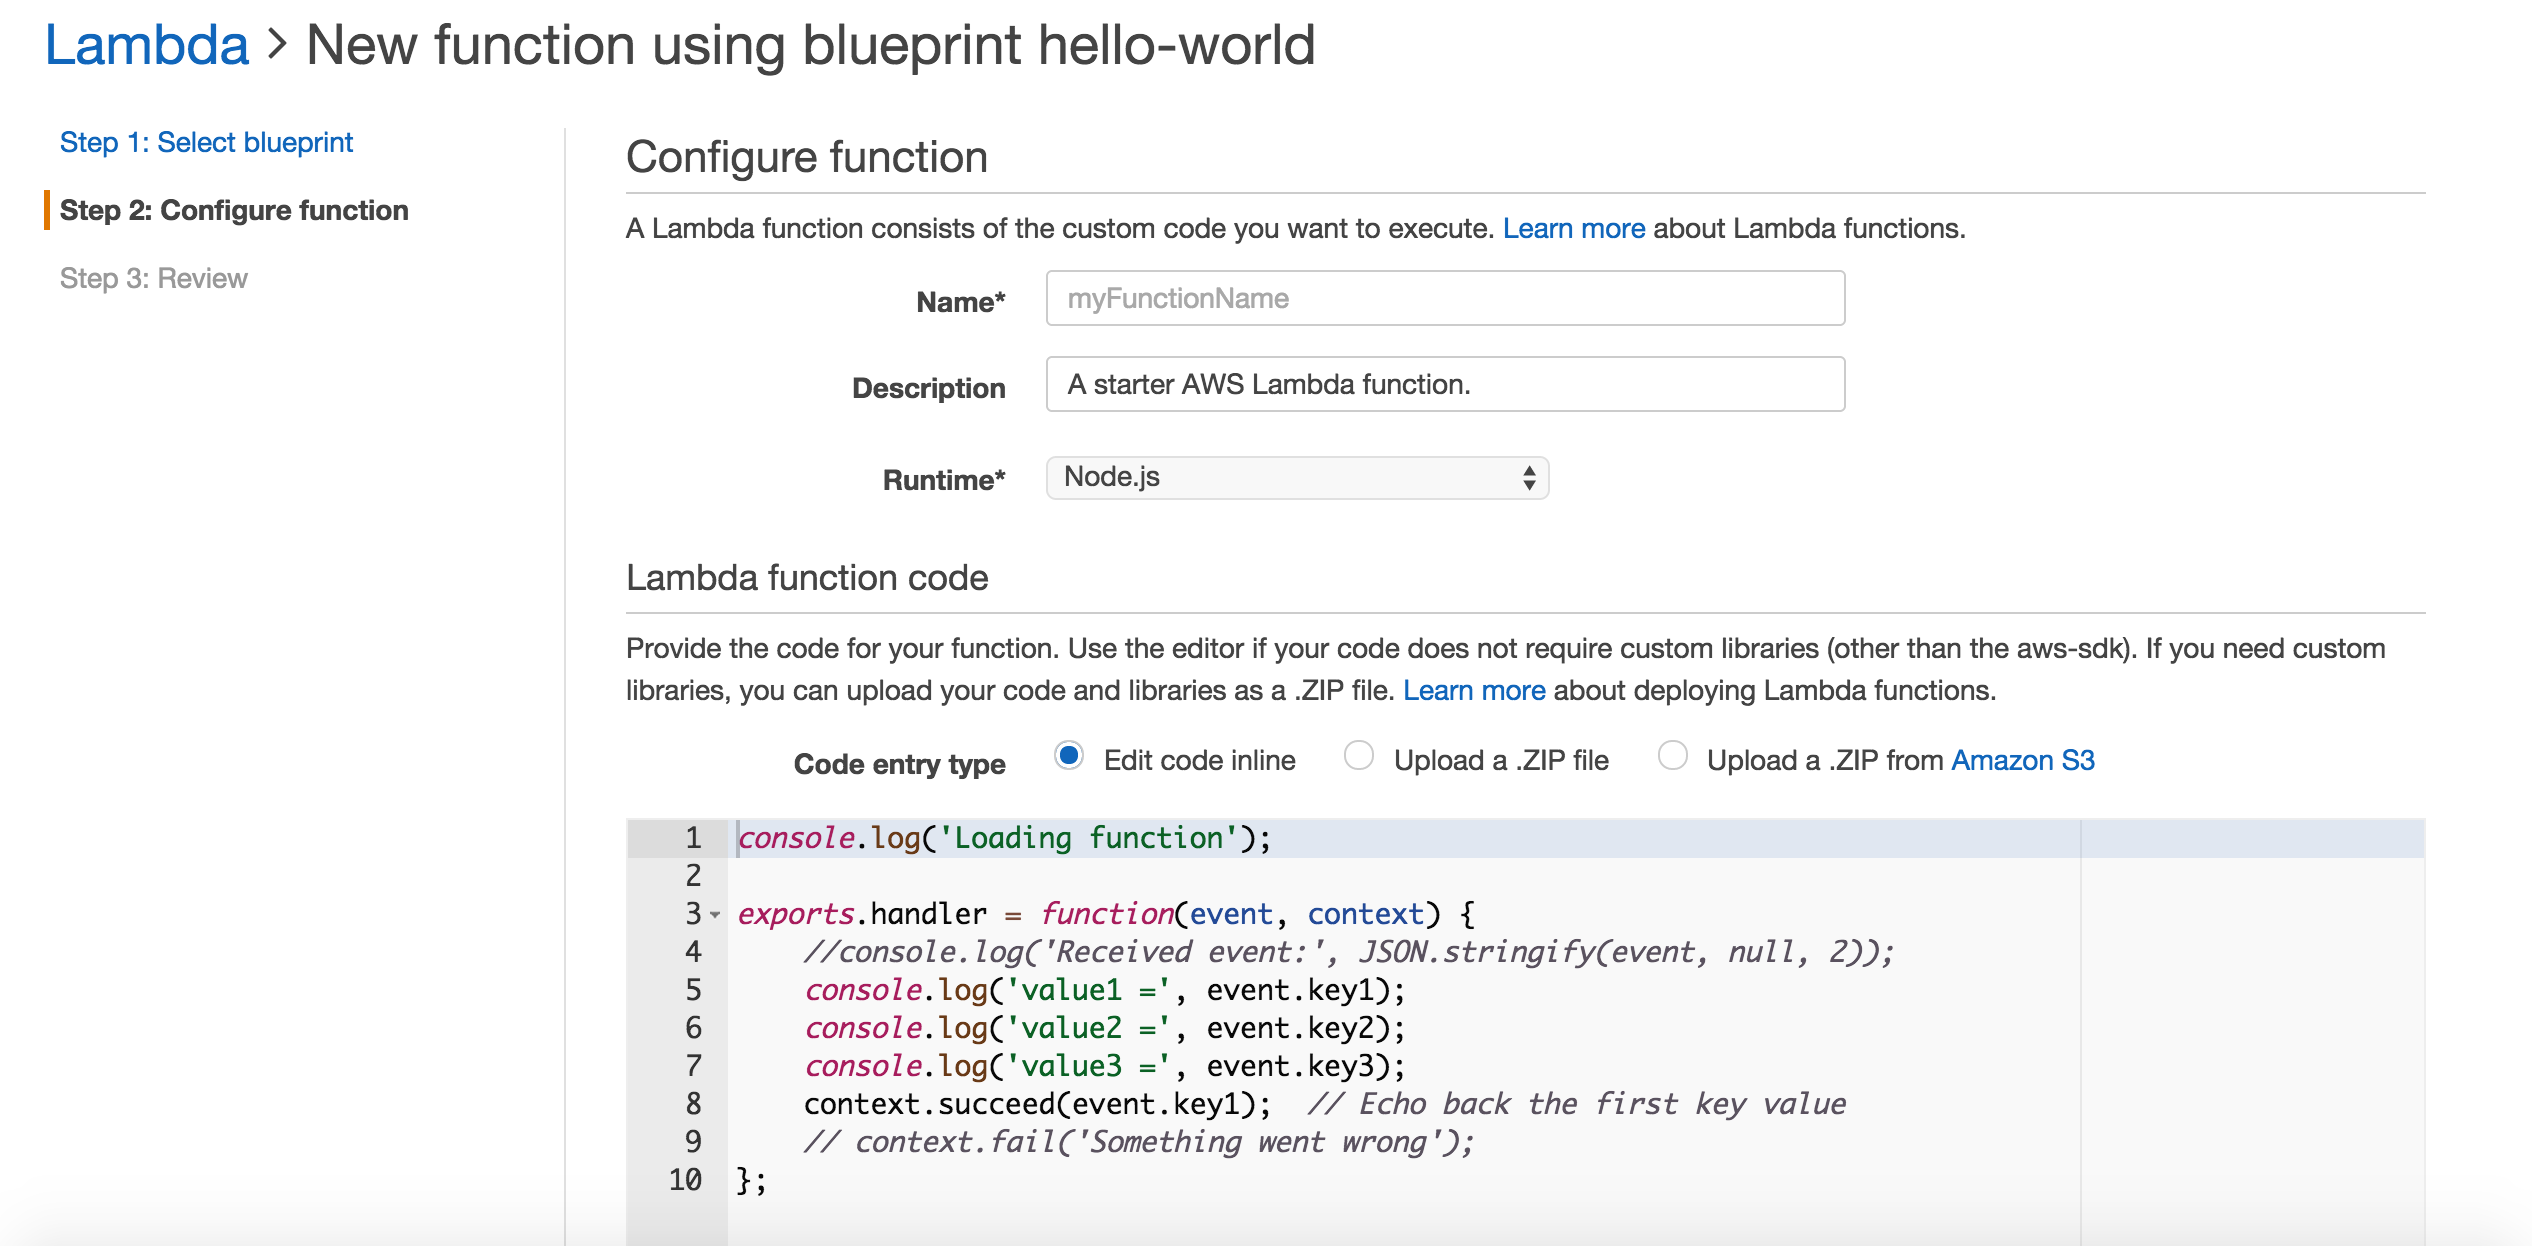 Lambda > New function using blueprint hello-world
Step 1: Select blueprint
Step 2: Configure function
Step 3: Review
Configure function
A Lambda function consists of the custom code you want to execute. Learn more about Lambda functions.
Name* myFunctionName
Description A starter AWS Lambda function.
Runtime* Node.js
Lambda function code
Provide the code for your function. Use the editor if your code does not require custom libraries (other than the aws-sdk). If you need custom
libraries, you can upload your code and libraries as a .ZIP file. Learn more about deploying Lambda functions.
Code entry type Edit code inline Upload a .ZIP file Upload a .ZIP from Amazon S3
1 console.log('Loading function');
2
3 exports.handler = function(event, context) {
4     //console.log('Received event:', JSON.stringify(event, null, 2));
5     console.log('value1 =', event.key1);
6     console.log('value2 =', event.key2);
7     console.log('value3 =', event.key3);
8     context.succeed(event.key1);  // Echo back the first key value
9     // context.fail('Something went wrong');
10 };